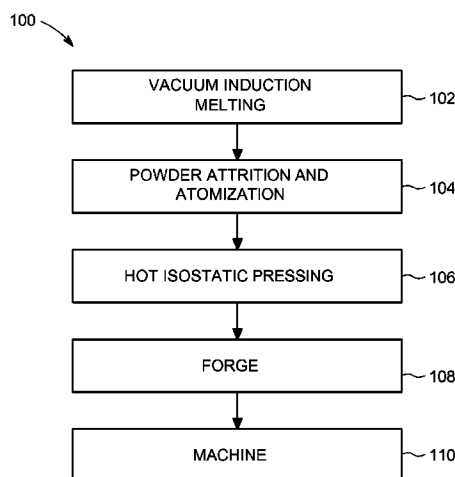 100
VACUUM INDUCTION
MELTING
102
POWDER ATTRITION AND
ATOMIZATION
104
HOT ISOSTATIC PRESSING
106
FORGE
108
MACHINE
110